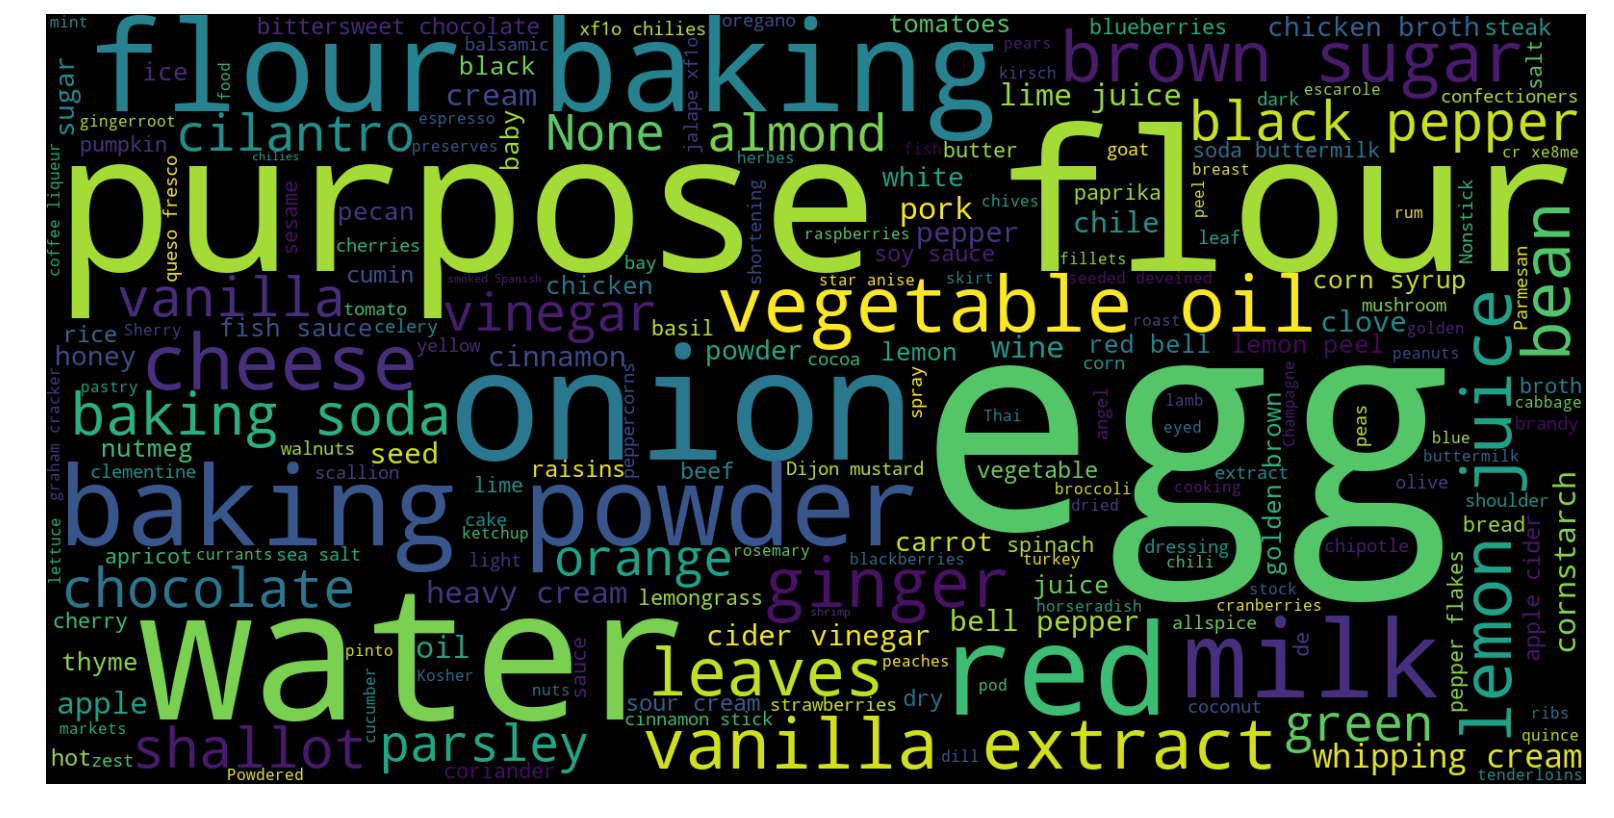 mint
bittersweet chocolate
oregano
xf1o chilies
tomatoes
blueberries
chicken broth
steak
flour
baking
balsamic
pears
brown sugar
sugar
ice
food
black
cream
kirsch
lime juice
dark
escarole
salt
confectioners
gingerroot
cilantro
espresso
None
almond
jalape xf1o
black pepper
pumpkin
preserves
baby
chilies
herbes
fish
butter
goat
soda buttermilk
cr xe8me
purpose flour
coffee liqueur
queso fresco
sesame
pecan
white
paprika
breast
peel
pork
chives
chile
rum
leaf
Nonstick
bean
cherries
raspberries
pepper
shortening
soy sauce
fillets
cumin
bay
smoked Spanish
chicken
star anise
skirt
seeded deveined
corn syrup
Parmesan
vanilla
tomato
vinegar
vegetable oil
mushroom
rice
Sherry
fish sauce
celery
basil
roast
clove
golden
honey
cheese
yellow
cinnamon
powder
cocoa
lemon
wine
red bell
lemon peel
peanuts
corn
juice
graham cracker
pastry
onion
egg
spray
Thai
lamb
eyed
angel
Champagne
peas
broth
cabbage
brandy
baking soda
peppercorns
nutmeg
walnuts
seed
blue
brown
buttermilk
clementine
scallion
raisins
beef
Dijon mustard
vegetable
extract
broccoli
cooking
olive
shoulder
baking powder
lime
dried
golden
lemon
cornstarch
cake
ketchup
bread
lettuce
apricot
currants
sea salt
light
orange
rosemary
carrot
spinach
turkey
dressing
chili
chipotle
blackberries
apple cider
chocolate
heavy cream
lemongrass
ginger
shrimp
juice
stock
horseradish
cranberries
pepper flakes
cherry
water
cider vinegar
bell pepper
allspice
thyme
pinto
oil
Kosher
sauce
nuts
leaves
peaches
red
pod
milk
de
apple
cucumber
sour cream
strawberries
dry
coconut
markets
cinnamon stick
green
ribs
quince
hot
zest
shallot
parsley
vanilla extract
dill
whipping cream
Powdered
coriander
tenderloins